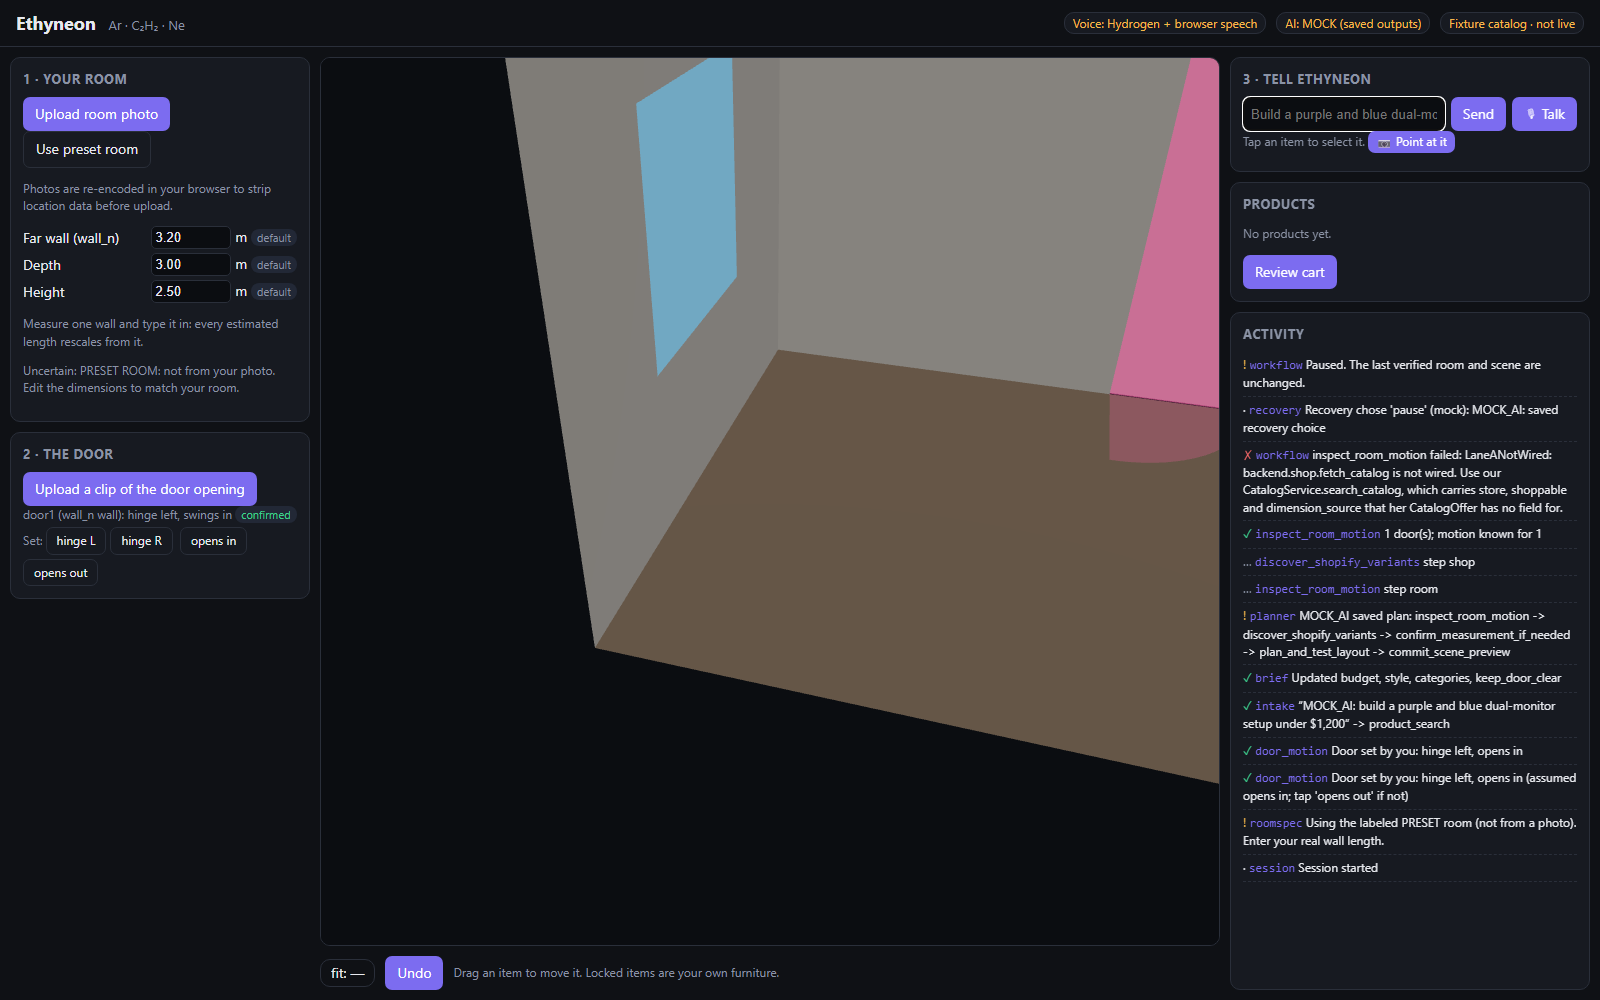 Ethyneon Ar · C₂H₂ · Ne
Voice: Hydrogen + browser speech
AI: MOCK (saved outputs)
Fixture catalog · not live
1 · YOUR ROOM
Upload room photo
Use preset room
Photos are re-encoded in your browser to strip
location data before upload.
Far wall (wall_n) 3.20 m default
Depth 3.00 m default
Height 2.50 m default
Measure one wall and type it in: every estimated
length rescales from it.
Uncertain: PRESET ROOM: not from your photo.
Edit the dimensions to match your room.
2 · THE DOOR
Upload a clip of the door opening
door1 (wall_n wall): hinge left, swings in confirmed
Set: hinge L hinge R opens in
opens out
fit: —
Undo
Drag an item to move it. Locked items are your own furniture.
3 · TELL ETHYNEON
Build a purple and blue dual-mo
Send
Talk
Tap an item to select it. Point at it
PRODUCTS
No products yet.
Review cart
ACTIVITY
! workflow Paused. The last verified room and scene are
unchanged.
· recovery Recovery chose 'pause' (mock): MOCK_AI: saved
recovery choice
✗ workflow inspect_room_motion failed: LaneANotWired:
backend.shop.fetch_catalog is not wired. Use our
CatalogService.search_catalog, which carries store, shoppable
and dimension_source that her CatalogOffer has no field for.
✓ inspect_room_motion 1 door(s); motion known for 1
… discover_shopify_variants step shop
… inspect_room_motion step room
! planner MOCK_AI saved plan: inspect_room_motion ->
discover_shopify_variants -> confirm_measurement_if_needed
-> plan_and_test_layout -> commit_scene_preview
✓ brief Updated budget, style, categories, keep_door_clear
✓ intake “MOCK_AI: build a purple and blue dual-monitor
setup under $1,200” -> product_search
✓ door_motion Door set by you: hinge left, opens in
✓ door_motion Door set by you: hinge left, opens in (assumed
opens in; tap 'opens out' if not)
! roomspec Using the labeled PRESET room (not from a photo).
Enter your real wall length.
· session Session started